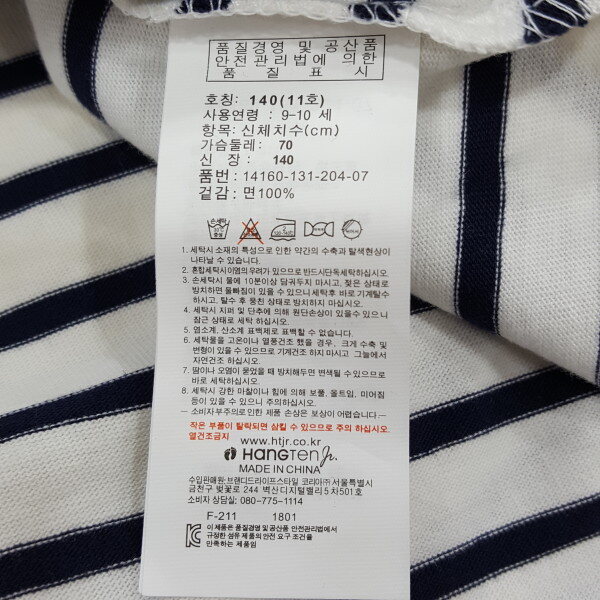 품질경영 및 공산품
안전관리법에 의한
품 질 표 시
호칭: 140(11호)
사용연령 : 9-10 세
항목: 신체치수(cm)
가슴둘레: 70
신 장: 140
품번: 14160-131-204-07
겉감: 면100%
손세탁
중성
1. 세탁시 소재의 특성으로 인한 약간의 수축과 탈색현상이
나타날 수 있습니다.
2. 혼합세탁시 이염의 우려가 있으므로 반드시 단독세탁하십시오.
3. 손세탁시 물에 10분이상 담궈두지 마시고, 젖은 상태로
방치하면 물빠짐이 있을 수 있으니 세탁후 바로 기계탈수
하시고, 탈수 후 뭉친 상태로 방치하지 마십시오.
4. 세탁시 지퍼 및 단추에 의해 원단손상이 있을수 있으니
잠근 상태로 세탁 하십시오.
5. 염소계, 산소계 표백제로 표백할 수 없습니다.
6. 세탁물을 고온이나 열풍건조 했을 경우, 크게 수축 및
변형이 있을 수 있으므로 기계건조 하지 마시고 그늘에서
자연건조 하십시오.
7. 땀이나 오염이 묻었을 때 방치해두면 변색될 수 있으므로
바로 세탁하십시오.
8. 세탁시 강한 마찰이나 힘에 의해 보풀, 올트임, 미어짐
등이 있을 수 있으니 주의하십시오.
- 소비자 부주의로 인한 제품 손상은 보상이 어렵습니다. -
작은 부품이 탈락되면 삼킬 수 있으므로 주의 하십시오.
열건조금지
www.htjr.co.kr
HANGTEN Jr.
MADE IN CHINA
수입판매원:브랜디드라이프스타일 코리아㈜ 서울특별시
금천구 벚꽃로 244 벽산디지털밸리 5차501호
소비자 상담실: 080-775-1114
F-211 1801
이 제품은 품질경영 및 공산품 안전관리법에서
규정한 섬유 제품의 안전 요구 조건을
만족하는 제품임